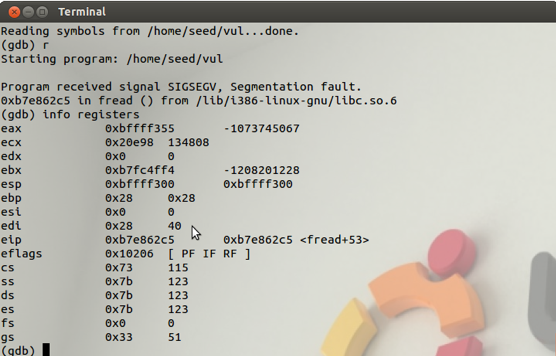 Terminal
Reading symbols from /home/seed/vul...done.
(gdb) r
Starting program: /home/seed/vul
Program received signal SIGSEGV, Segmentation fault.
0xb7e862c5 in fread () from /lib/i386-linux-gnu/libc.so.6
(gdb) info registers
eax 0xbffff355 -1073745067
ecx 0x20e98 134808
edx 0x0 0
ebx 0xb7fc4ff4 -1208201228
esp 0xbffff300 0xbffff300
ebp 0x28 0x28
esi 0x0 0
edi 0x28 40
eip 0xb7e862c5 0xb7e862c5 <fread+53>
eflags 0x10206 [ PF IF RF ]
cs 0x73 115
ss 0x7b 123
ds 0x7b 123
es 0x7b 123
fs 0x0 0
gs 0x33 51
(gdb)